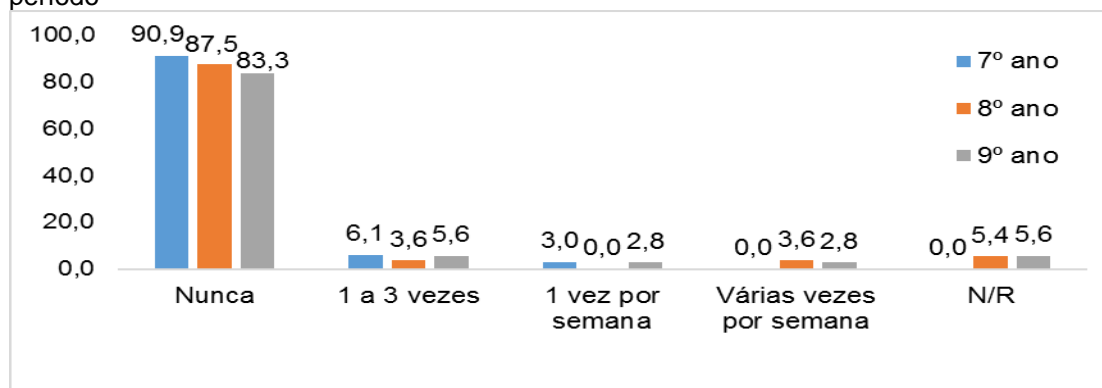 período
100,0
80,0
60,0
40,0
20,0
0,0
90,9 87,5 83,3
6,1 3,6 5,6
3,0 0,0 2,8
0,0 3,6 2,8
0,0 5,4 5,6
Nunca
1 a 3 vezes
1 vez por
semana
Várias vezes
por semana
N/R
7º ano
8º ano
9º ano